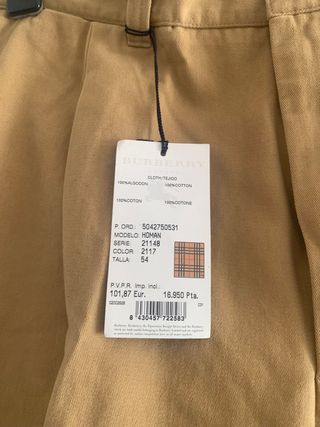 BURBERRY
CLOTH/TEJIDO
100%ALGODON 100%COTTON
100%COTON 100%COTONE
P. ORD.: 5042750531
MODELO: HOMAN
SERIE: 21148
COLOR: 2117
TALLA: 54
P.V.P.R. Imp. incl.:
101,87 Eur. 16.950 Pta.
8 430457 722583